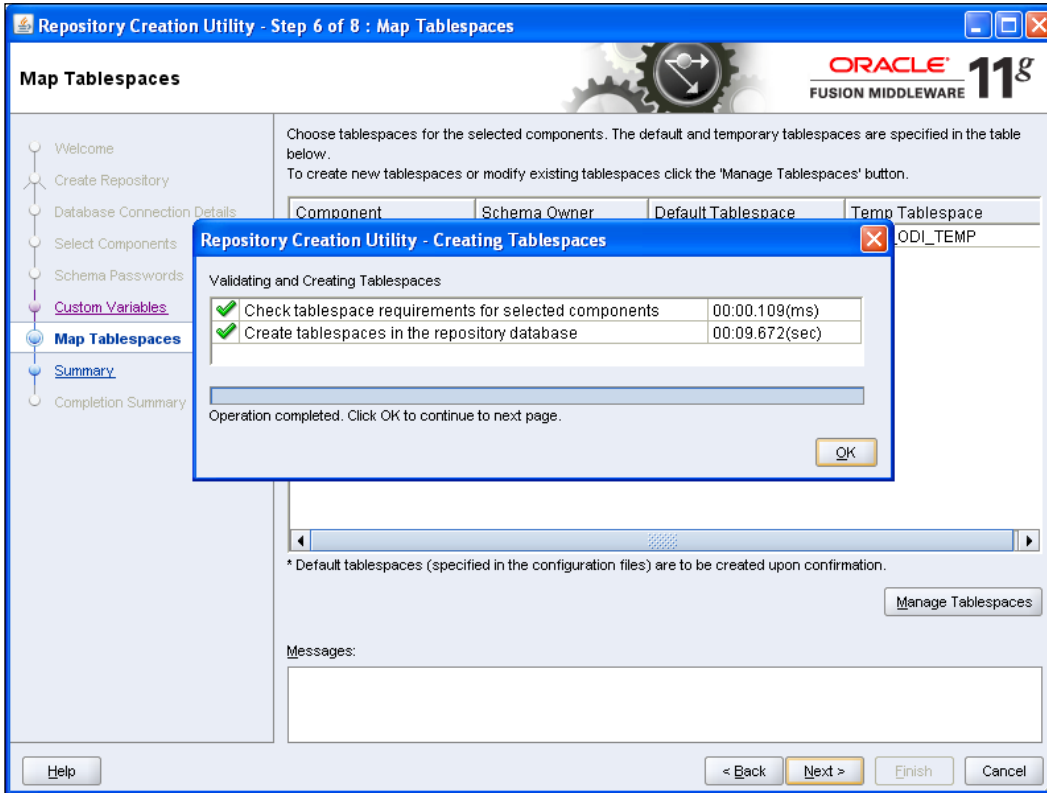 Repository Creation Utility - Step 6 of 8 : Map Tablespaces
Map Tablespaces
ORACLE
FUSION MIDDLEWARE
11g
Welcome
Create Repository
Database Connection Details
Select Components
Schema Passwords
Custom Variables
Map Tablespaces
Summary
Completion Summary
Choose tablespaces for the selected components. The default and temporary tablespaces are specified in the table
below.
To create new tablespaces or modify existing tablespaces click the 'Manage Tablespaces' button.
Component Schema Owner Default Tablespace Temp Tablespace
_ODI_TEMP
Repository Creation Utility - Creating Tablespaces
Validating and Creating Tablespaces
Check tablespace requirements for selected components 00:00.109(ms)
Create tablespaces in the repository database 00:09.672(sec)
Operation completed. Click OK to continue to next page.
OK
* Default tablespaces (specified in the configuration files) are to be created upon confirmation.
Manage Tablespaces
Messages:
Help
< Back
Next >
Finish
Cancel